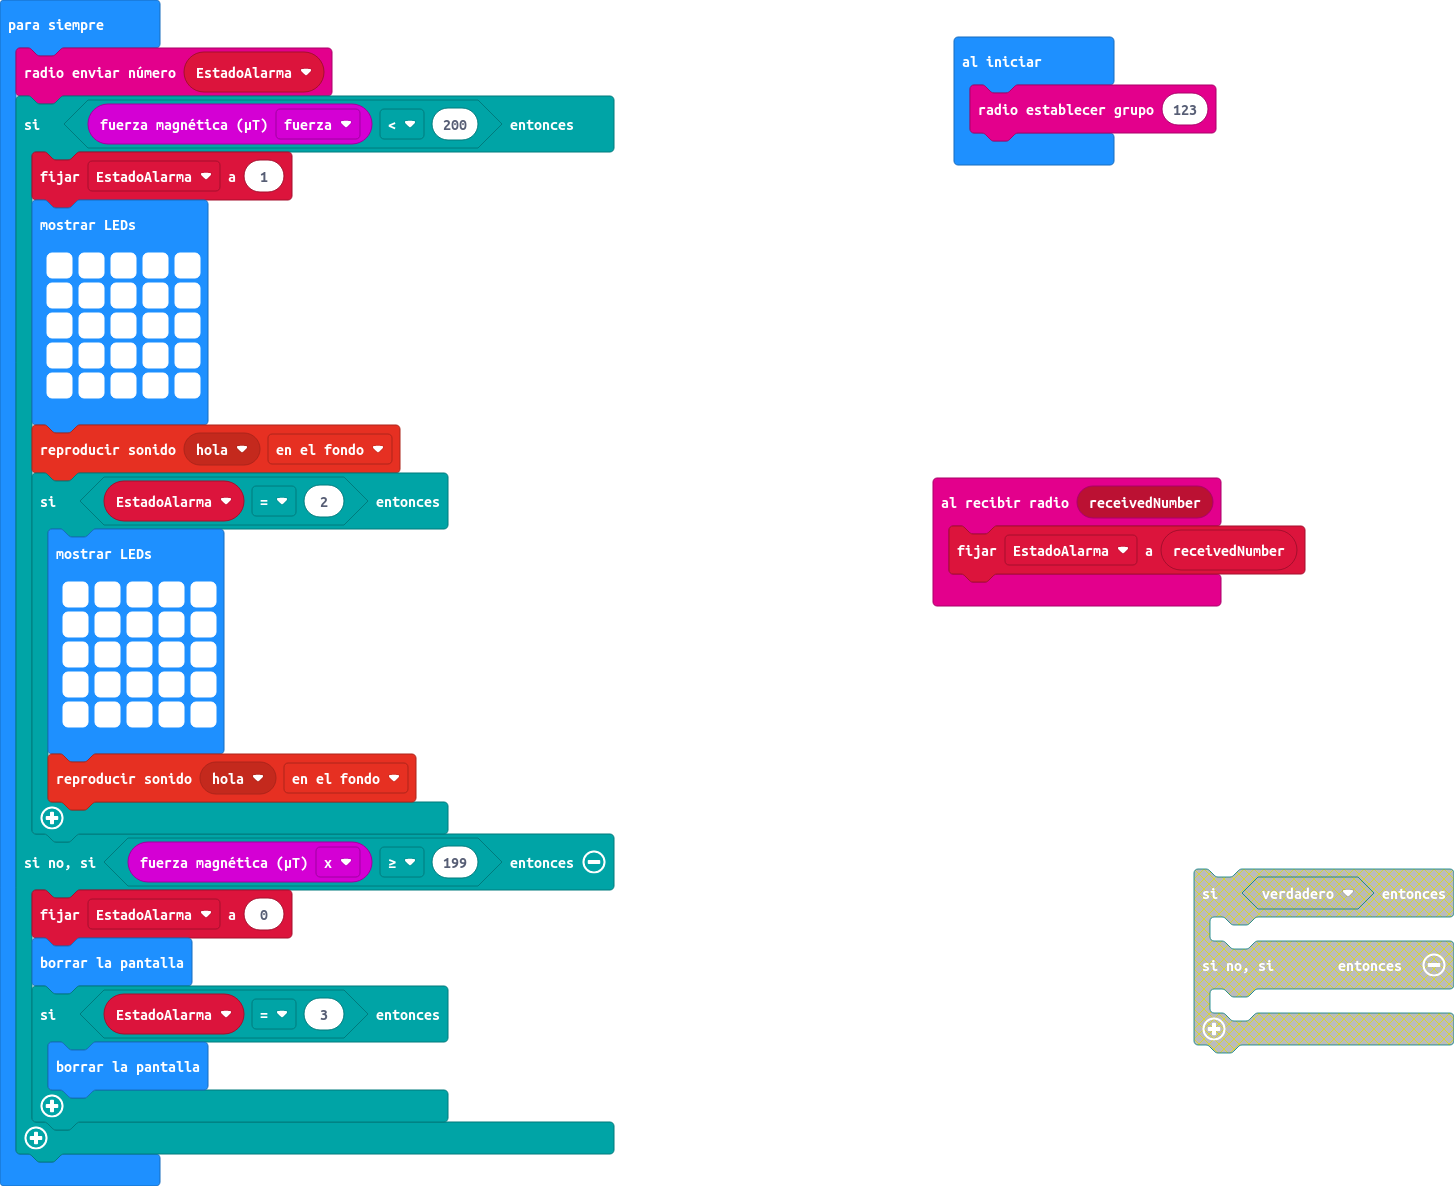 para siempre
radio enviar número EstadoAlarma
si fuerza magnética (µT) fuerza < 200 entonces
fijar EstadoAlarma a 1
mostrar LEDs
reproducir sonido hola en el fondo
si EstadoAlarma = 2 entonces
mostrar LEDs
reproducir sonido hola en el fondo
si no, si fuerza magnética (µT) x ≥ 199 entonces
fijar EstadoAlarma a 0
borrar la pantalla
si EstadoAlarma = 3 entonces
borrar la pantalla
al iniciar
radio establecer grupo 123
al recibir radio receivedNumber
fijar EstadoAlarma a receivedNumber
si verdadero entonces
si no, si entonces